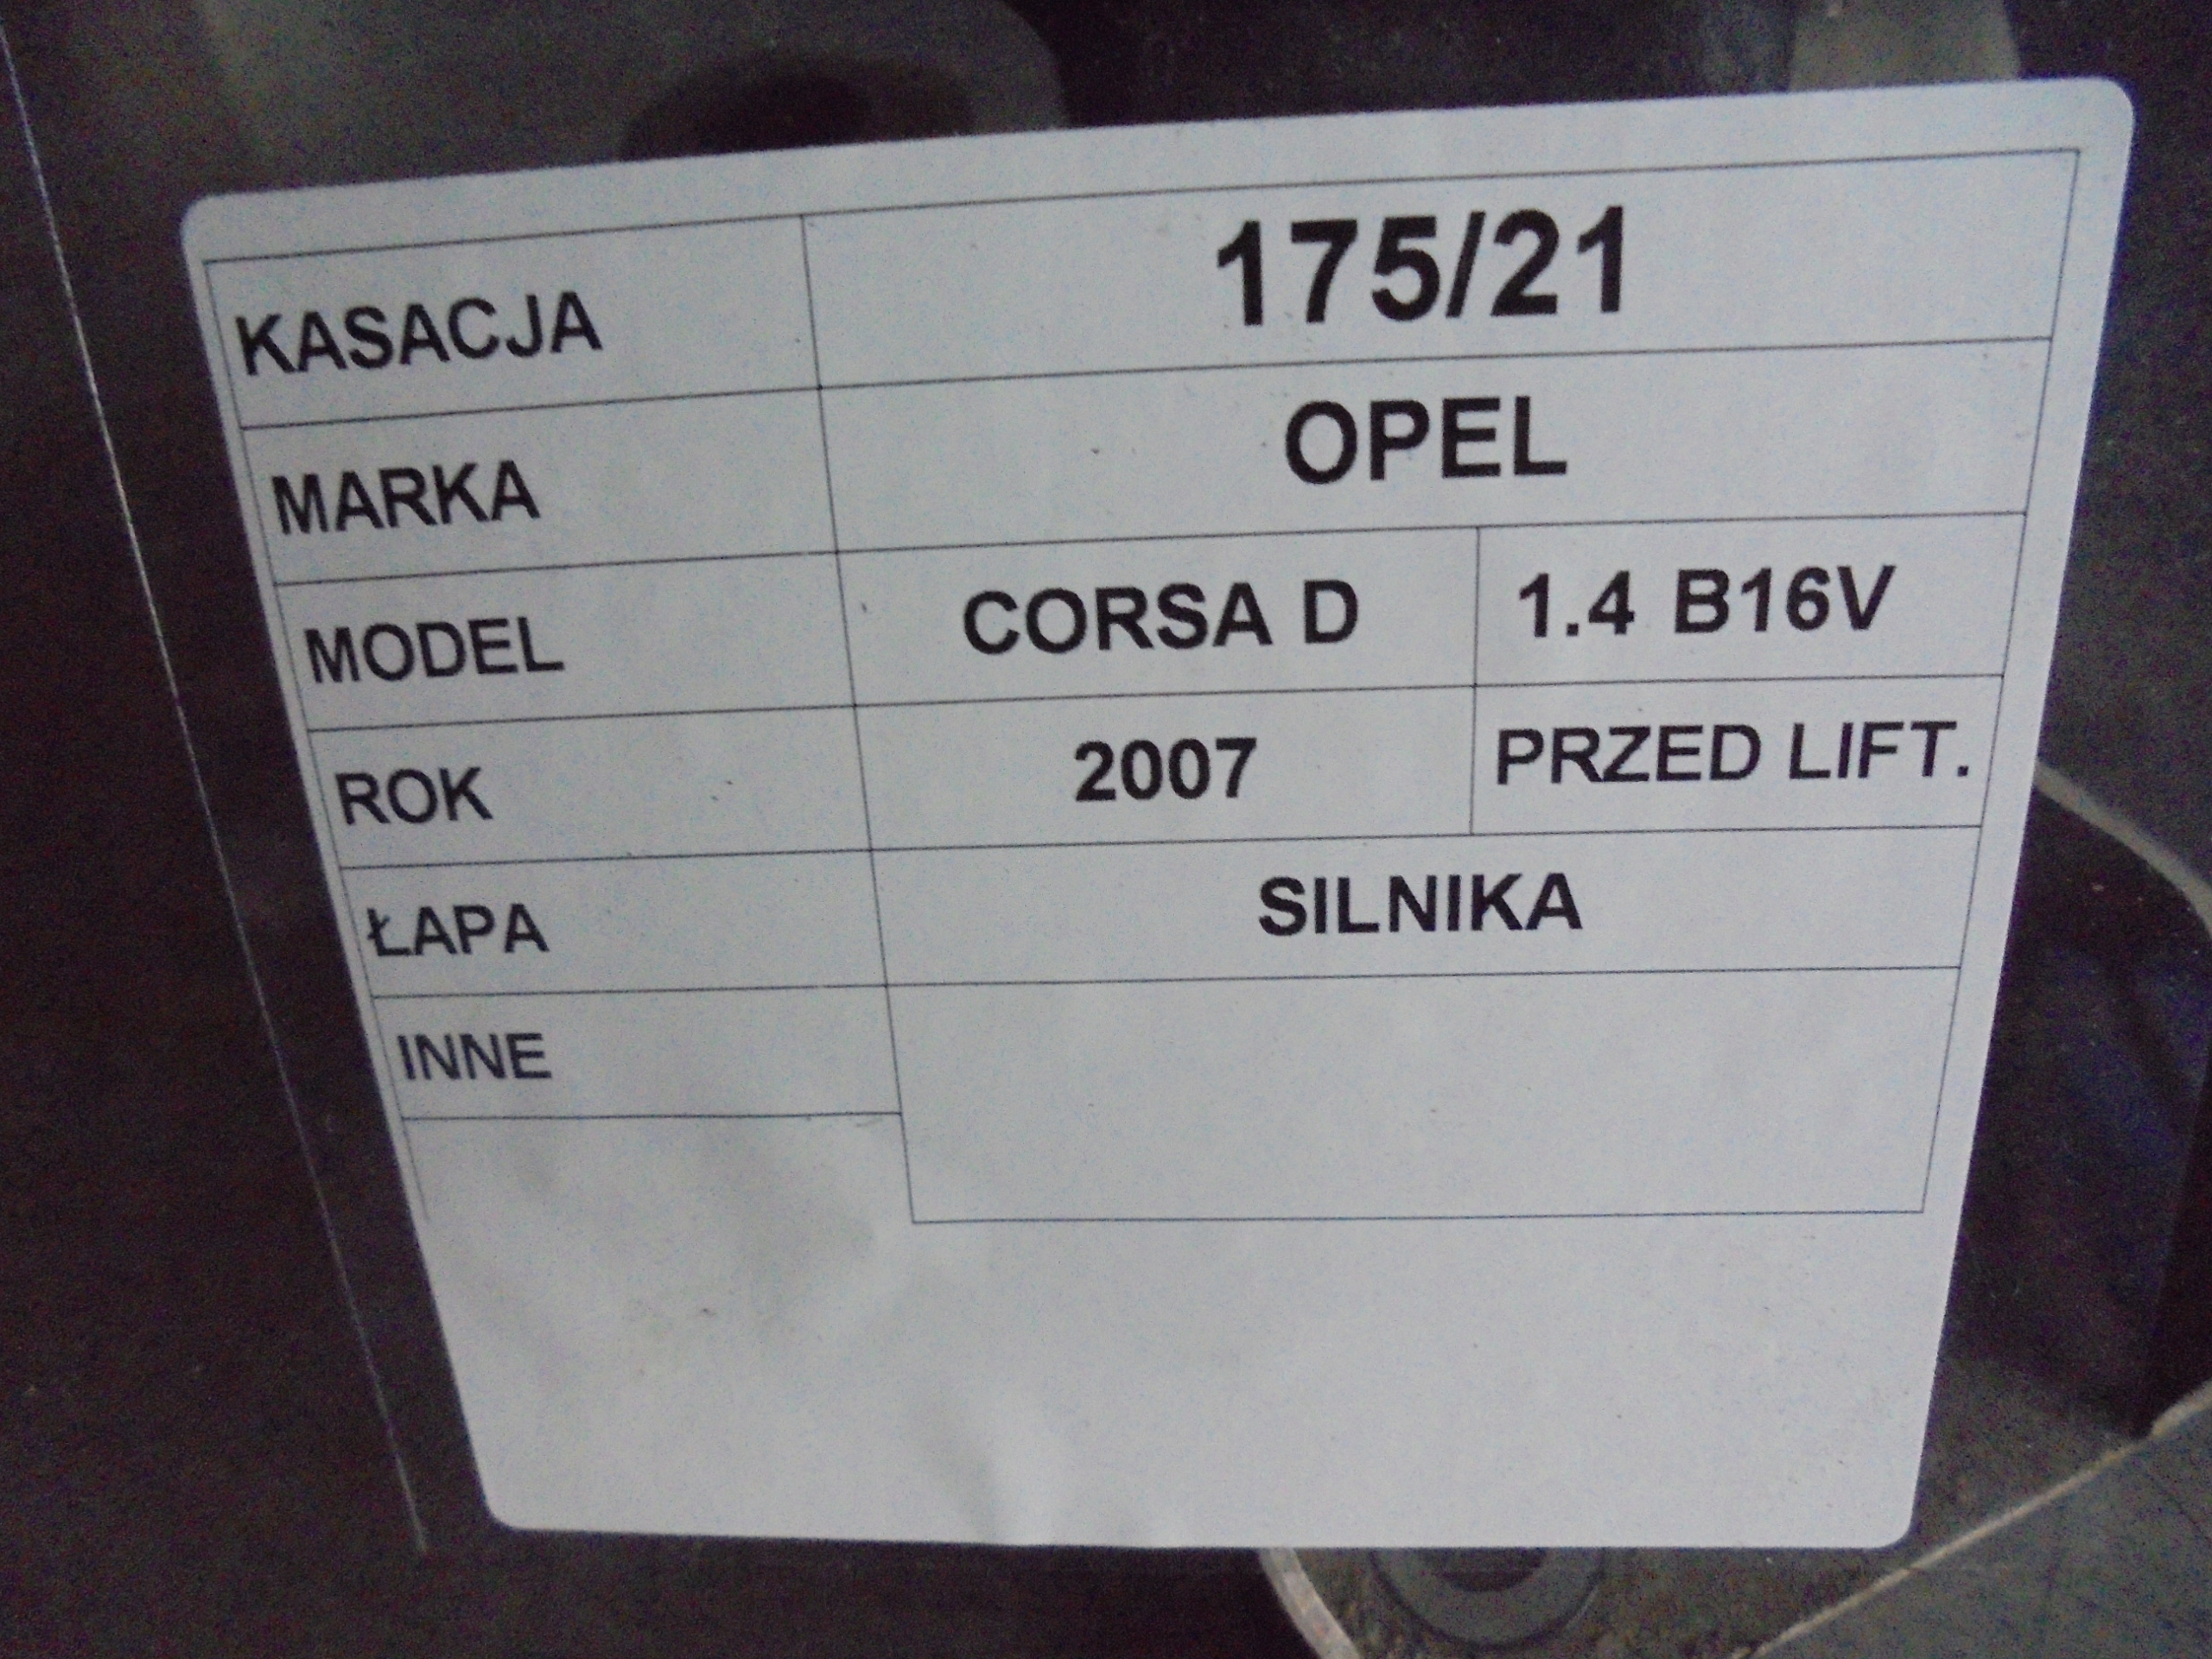 KASACJA 175/21
MARKA OPEL
MODEL CORSA D 1.4 B16V
ROK 2007 PRZED LIFT.
ŁAPA SILNIKA
INNE